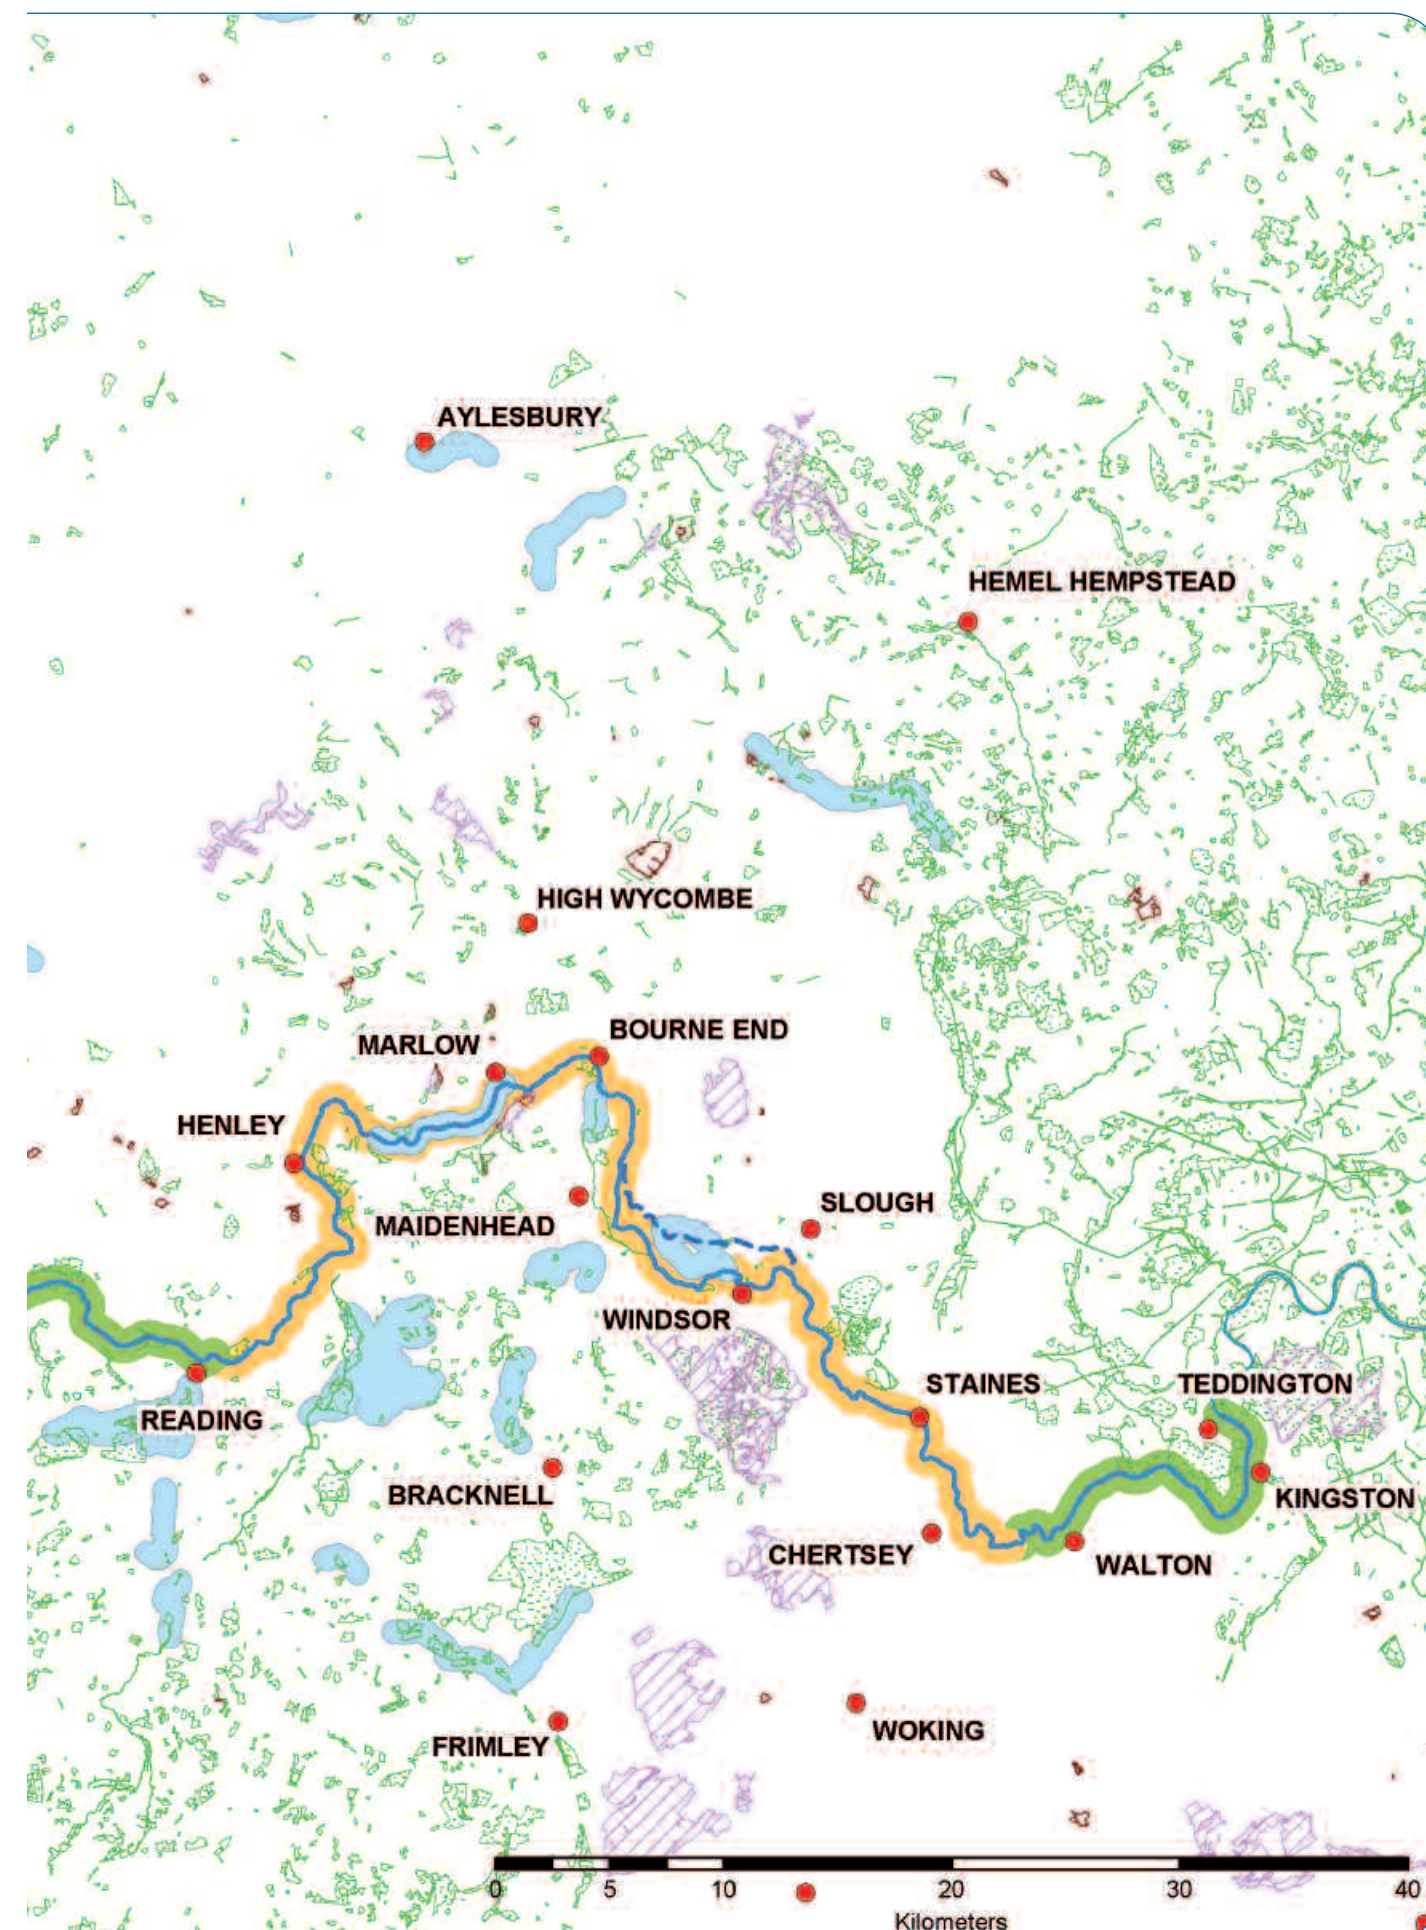 AYLESBURY
HEMEL HEMPSTEAD
HIGH WYCOMBE
BOURNE END
MARLOW
HENLEY
SLOUGH
MAIDENHEAD
WINDSOR
STAINES
TEDDINGTON
READING
BRACKNELL
KINGSTON
CHERTSEY
WALTON
WOKING
FRIMLEY
0 5 10 20 30 40
Kilometers